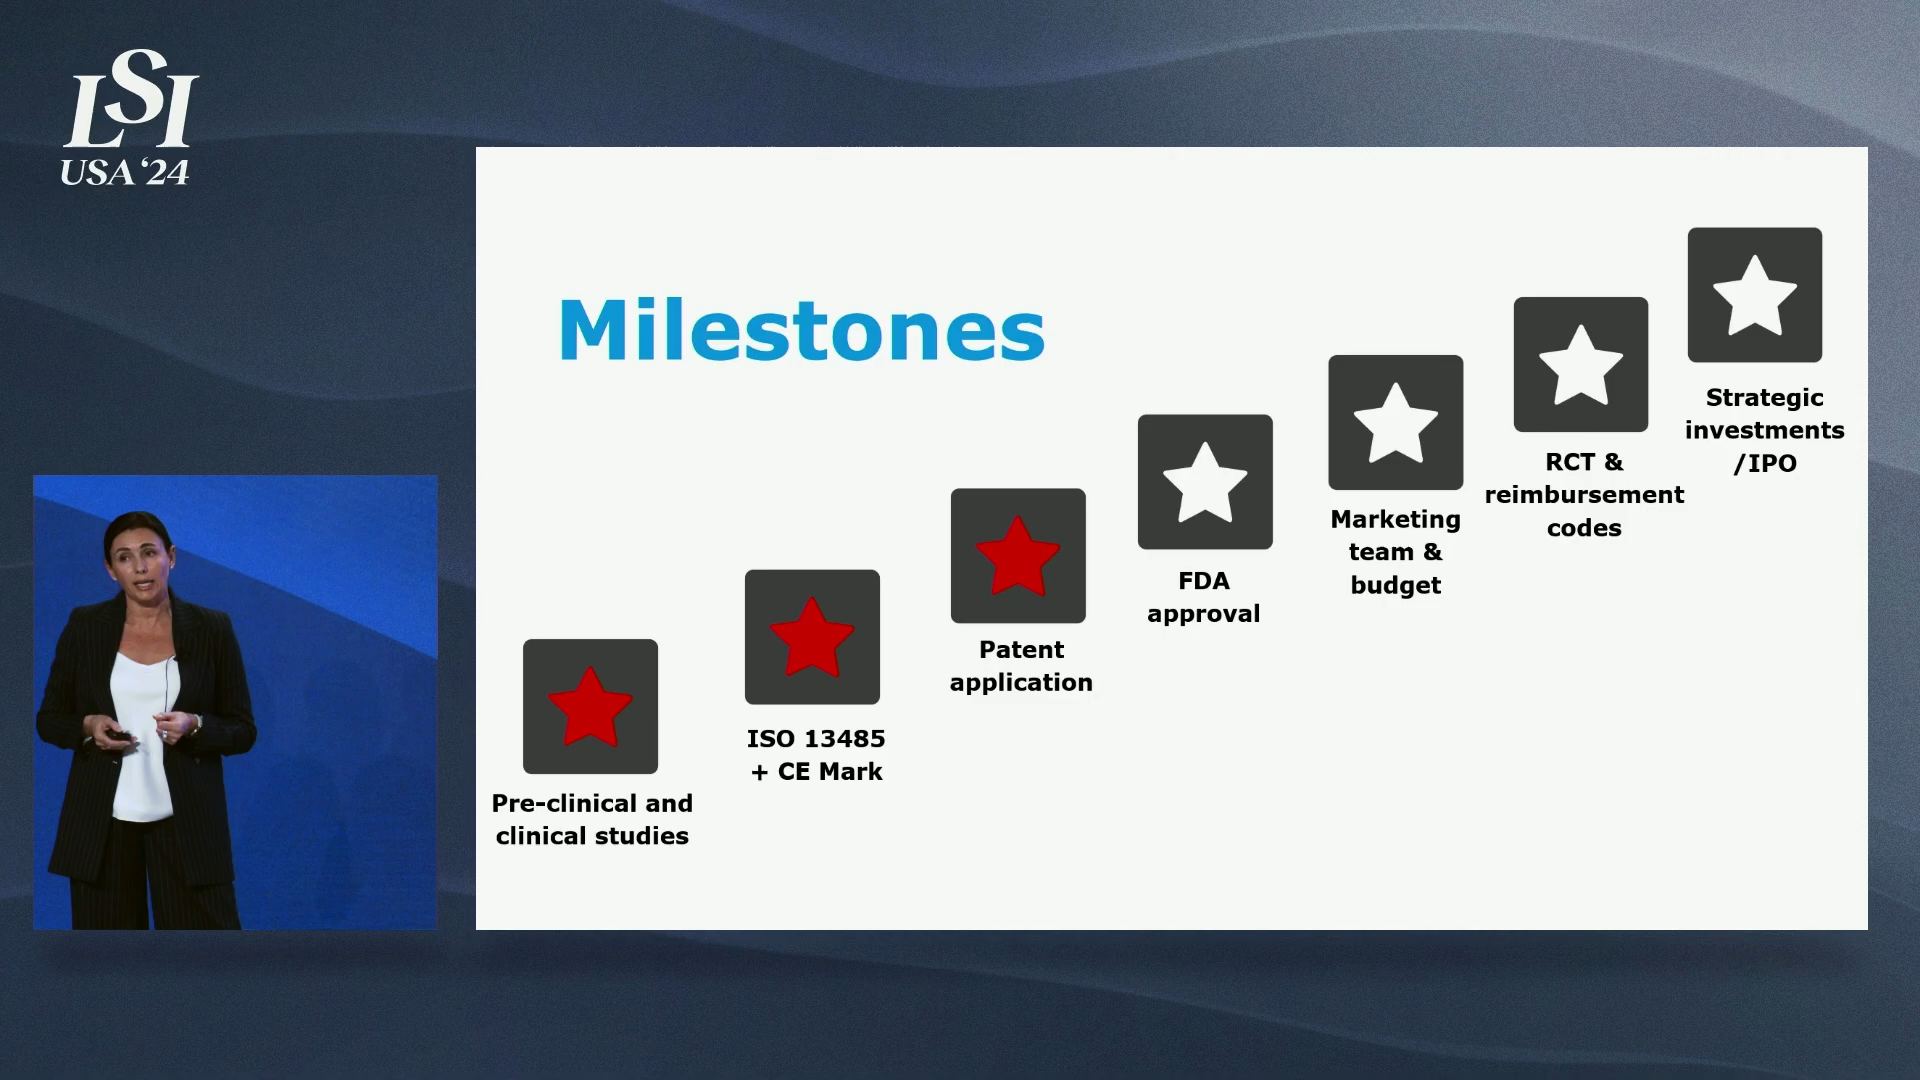 LSI
USA '24
Milestones
Pre-clinical and
clinical studies
ISO 13485
+ CE Mark
Patent
application
FDA
approval
Marketing
team &
budget
RCT &
reimbursement
codes
Strategic
investments
/IPO